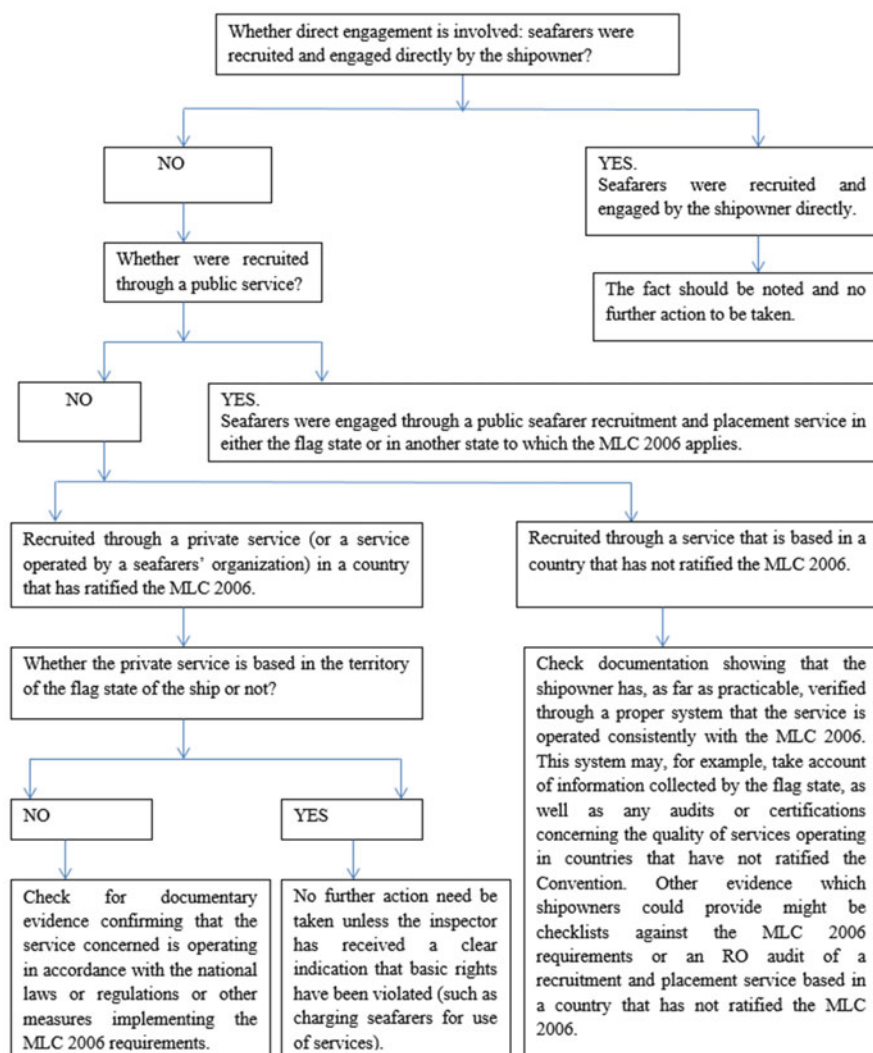 Whether direct engagement is involved: seafarers were
recruited and engaged directly by the shipowner?
NO
YES.
Seafarers were recruited and
engaged by the shipowner directly.
Whether were recruited
through a public service?
The fact should be noted and no
further action to be taken.
NO
YES.
Seafarers were engaged through a public seafarer recruitment and placement service in
either the flag state or in another state to which the MLC 2006 applies.
Recruited through a private service (or a service
operated by a seafarers’ organization) in a country
that has ratified the MLC 2006.
Recruited through a service that is based in a
country that has not ratified the MLC 2006.
Whether the private service is based in the territory
of the flag state of the ship or not?
NO
YES
Check for documentary
evidence confirming that the
service concerned is operating
in accordance with the national
laws or regulations or other
measures implementing the
MLC 2006 requirements.
No further action need be
taken unless the inspector
has received a clear
indication that basic rights
have been violated (such as
charging seafarers for use
of services).
Check documentation showing that the
shipowner has, as far as practicable, verified
through a proper system that the service is
operated consistently with the MLC 2006.
This system may, for example, take account
of information collected by the flag state, as
well as any audits or certifications
concerning the quality of services operating
in countries that have not ratified the
Convention. Other evidence which
shipowners could provide might be
checklists against the MLC 2006
requirements or an RO audit of a
recruitment and placement service based in
a country that has not ratified the MLC
2006.